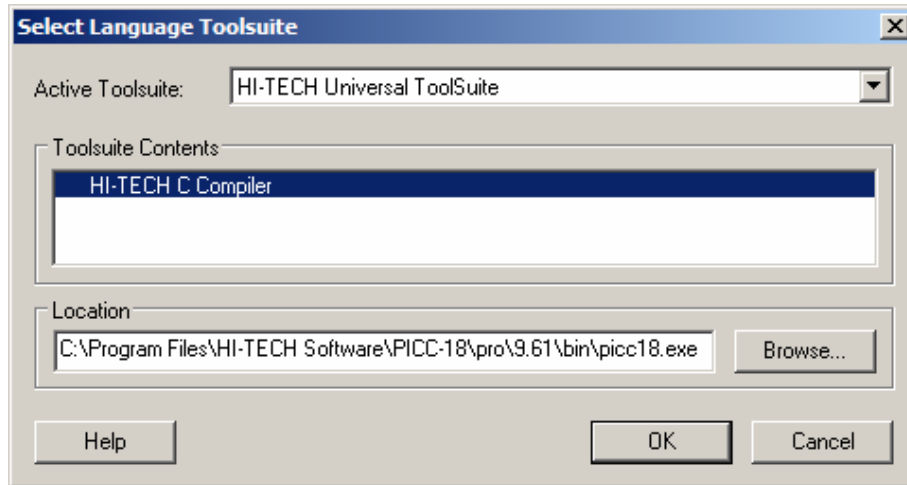 Select Language Toolsuite
Active Toolsuite: HI-TECH Universal ToolSuite
Toolsuite Contents
HI-TECH C Compiler
Location
C:\Program Files\HI-TECH Software\PICC-18\pro\9.61\bin\picc18.exe Browse...
Help OK Cancel